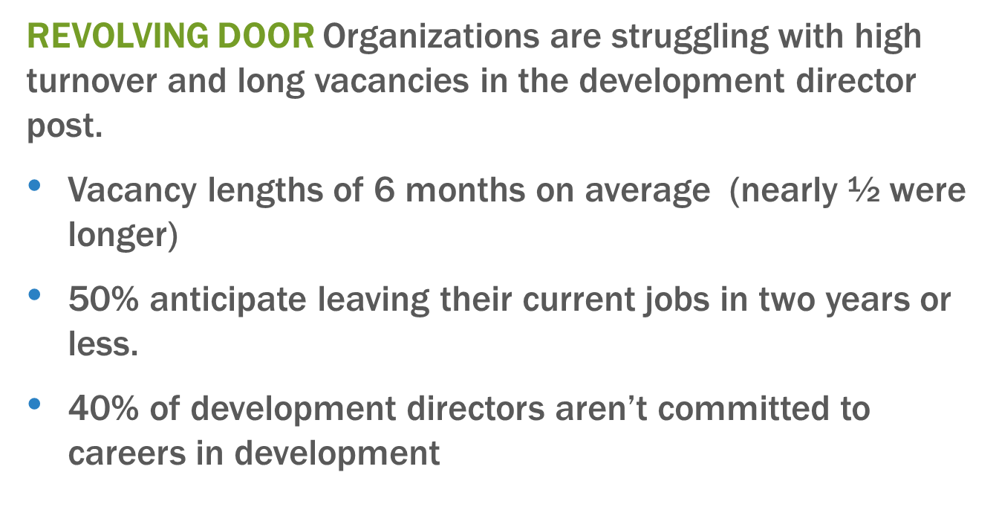 REVOLVING DOOR Organizations are struggling with high
turnover and long vacancies in the development director
post.
• Vacancy lengths of 6 months on average  (nearly ½ were
longer)
• 50% anticipate leaving their current jobs in two years or
less.
• 40% of development directors aren’t committed to
careers in development